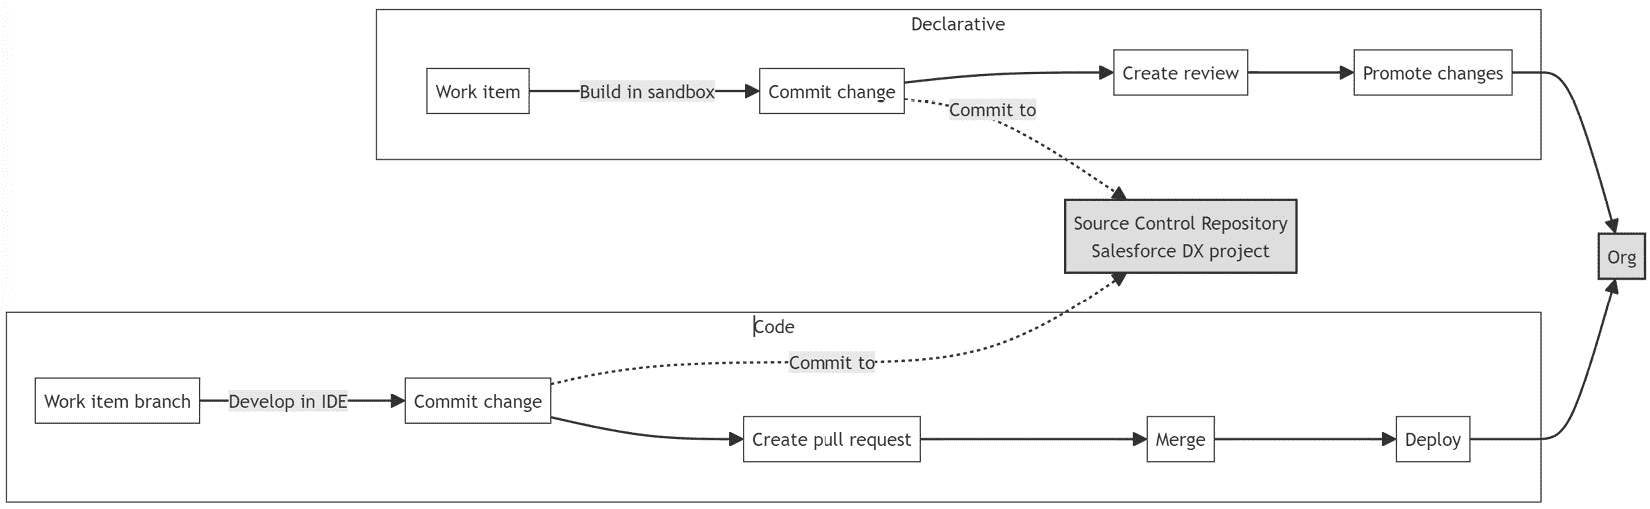 Declarative
Work item
Build in sandbox
Commit change
Create review
Promote changes
Commit to
Source Control Repository
Salesforce DX project
Org
Code
Commit to
Work item branch
Develop in IDE
Commit change
Create pull request
Merge
Deploy